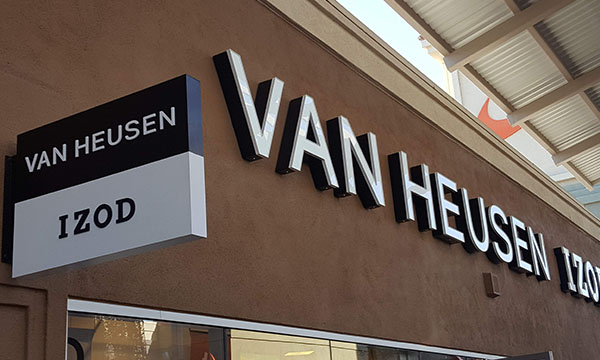 VAN HEUSEN
IZOD
VAN HEUSEN IZOD